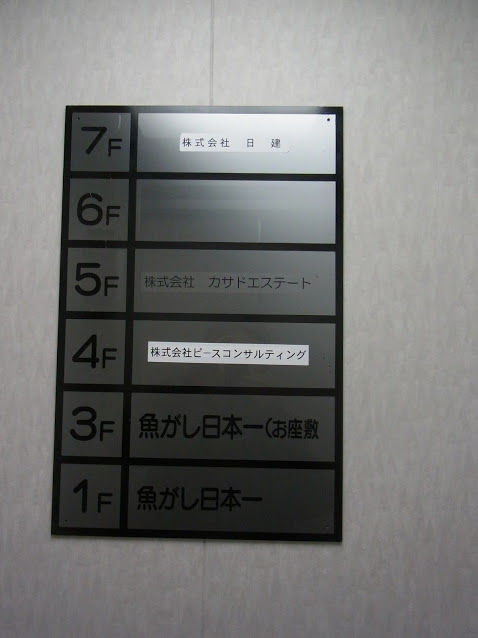 7F 株式会社 日 建
6F
5F 株式会社 カサドエステート
4F 株式会社ピースコンサルティング
3F 魚がし日本一(お座敷
1F 魚がし日本一